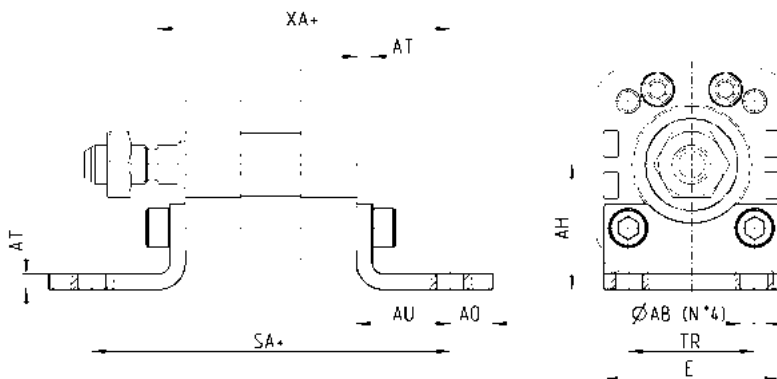 XA+
AT
AT
AH
AU
AO
SA+
ØAB (N°4)
TR
E